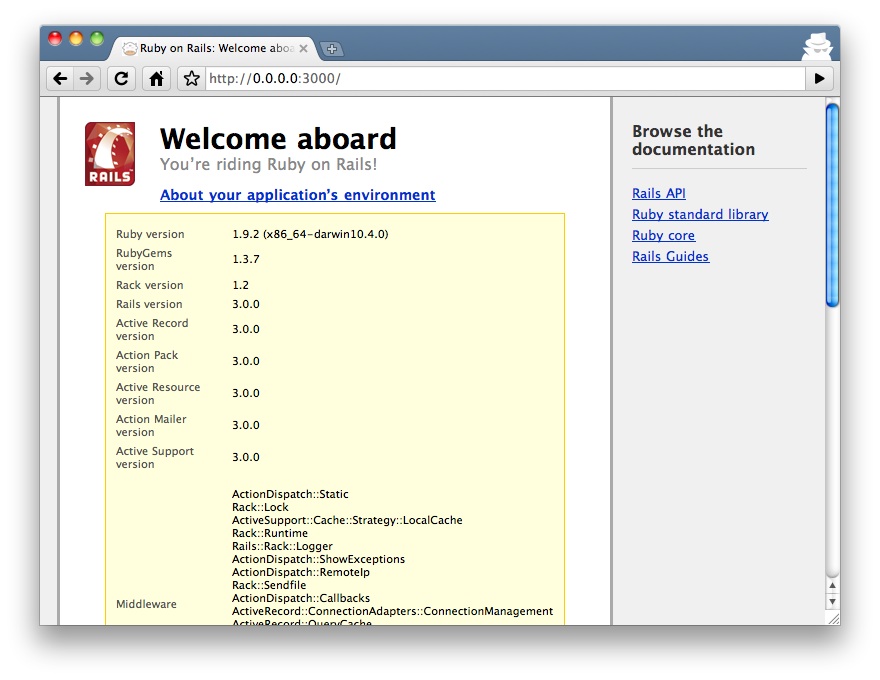 Ruby on Rails: Welcome aboa
http://0.0.0.0:3000/
RAILS
Welcome aboard
You're riding Ruby on Rails!
About your application's environment
Ruby version 1.9.2 (x86_64-darwin10.4.0)
RubyGems
version 1.3.7
Rack version 1.2
Rails version 3.0.0
Active Record
version 3.0.0
Action Pack
version 3.0.0
Active Resource
version 3.0.0
Action Mailer
version 3.0.0
Active Support
version 3.0.0
Middleware
ActionDispatch::Static
Rack::Lock
ActiveSupport::Cache::Strategy::LocalCache
Rack::Runtime
Rails::Rack::Logger
ActionDispatch::ShowExceptions
ActionDispatch::RemoteIp
Rack::Sendfile
ActionDispatch::Callbacks
ActiveRecord::ConnectionAdapters::ConnectionManagement
ActiveRecord::QueryCache
Browse the
documentation
Rails API
Ruby standard library
Ruby core
Rails Guides